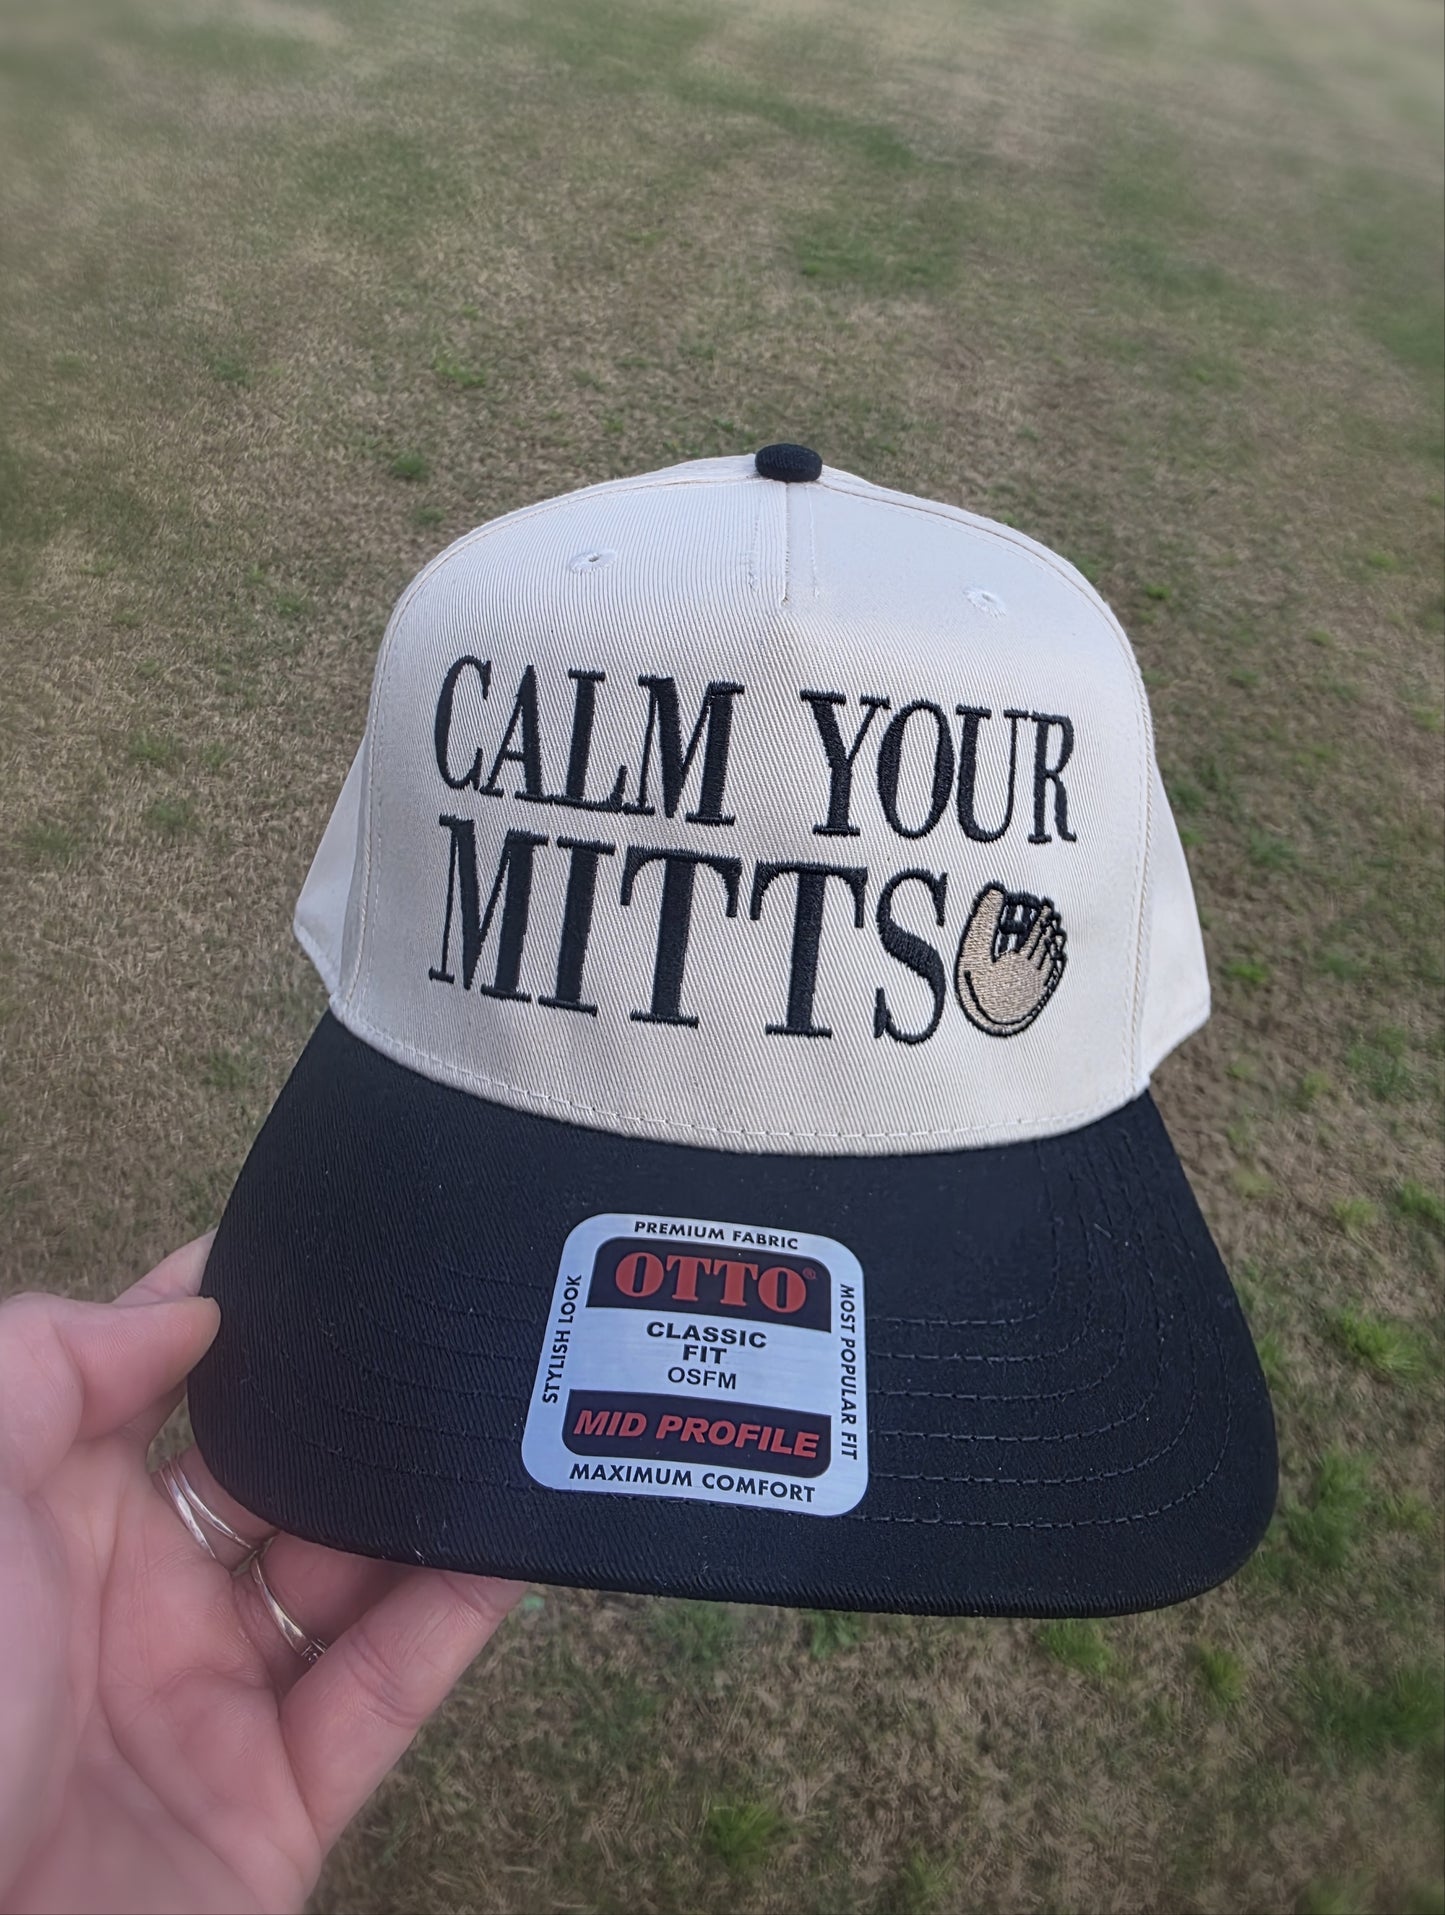 CALM YOUR
MITTS
PREMIUM FABRIC
OTTO®
STYLISH LOOK
CLASSIC
FIT
OSFM
MOST POPULAR FIT
MID PROFILE
MAXIMUM COMFORT